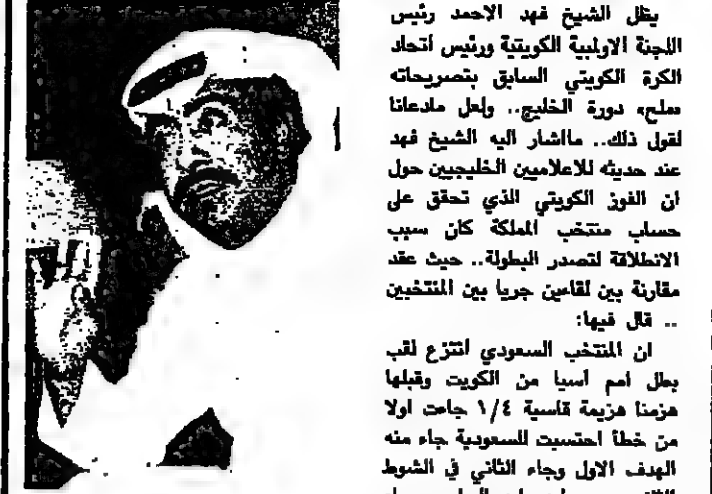 يظل الشيخ فهد الاحمد رئيس
اللجنة الاولمبية الكويتية ورئيس اتحاد
الكرة الكويتي السابق بتصريحاته
«ملح» دورة الخليج.. ولعل مادعانا
لقول ذلك.. مااشار اليه الشيخ فهد
عند حديثه للاعلاميين الخليجيين حول
ان الفوز الكويتي الذي تحقق على
حساب منتخب المملكة كان سبب
الانطلاقة لتصدر البطولة.. حيث عقد
مقارنة بين لقاءين جريا بين المنتخبين
.. قال فيها:
ان المنتخب السعودي انتزع لقب
بطل امم آسيا من الكويت وقبلها
هزمنا هزيمة قاسية ١/٤ جاءت اولا
من خطأ احتسبت للسعودية جاء منه
الهدف الاول وجاء الثاني في الشوط